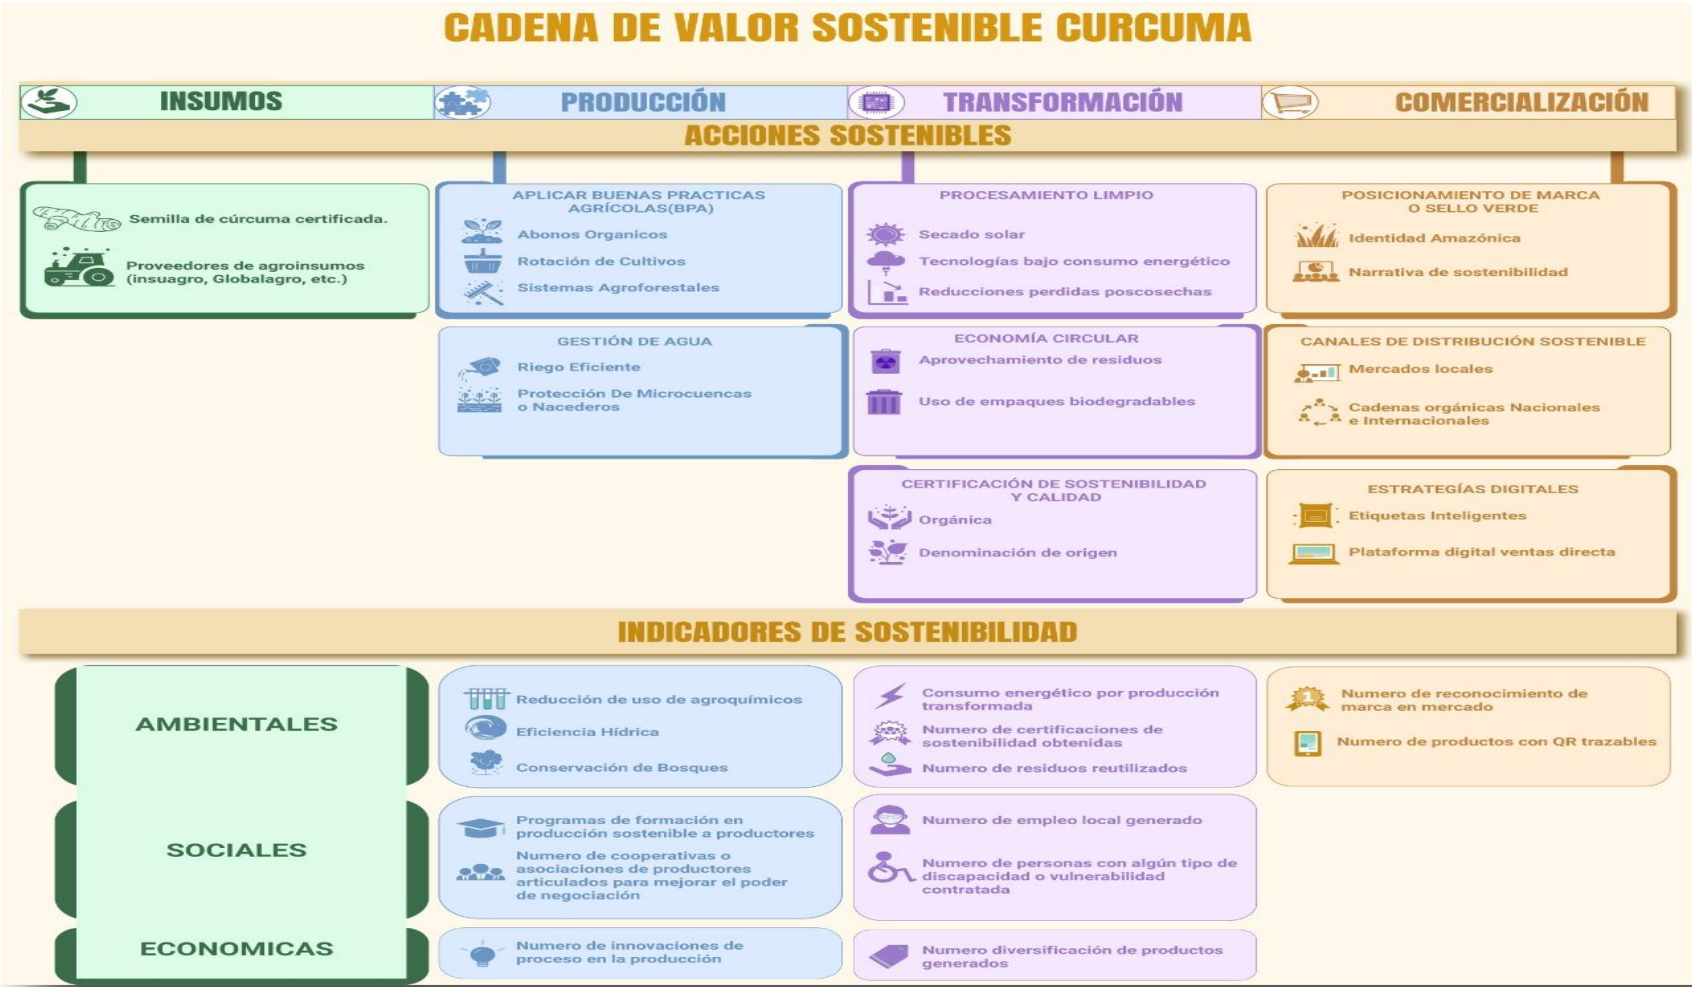 CADENA DE VALOR SOSTENIBLE CURCUMA
INSUMOS
PRODUCCIÓN
TRANSFORMACIÓN
COMERCIALIZACIÓN
ACCIONES SOSTENIBLES
Semilla de cúrcuma certificada.
Proveedores de agroinsumos
(insuagro, Globalagro, etc.)
APLICAR BUENAS PRACTICAS
AGRÍCOLAS(BPA)
Abonos Organicos
Rotación de Cultivos
Sistemas Agroforestales
GESTIÓN DE AGUA
Riego Eficiente
Protección De Microcuencas
o Nacederos
PROCESAMIENTO LIMPIO
Secado solar
Tecnologías bajo consumo energético
Reducciones perdidas poscosechas
ECONOMÍA CIRCULAR
Aprovechamiento de residuos
Uso de empaques biodegradables
CERTIFICACIÓN DE SOSTENIBILIDAD
Y CALIDAD
Orgánica
Denominación de origen
POSICIONAMIENTO DE MARCA
O SELLO VERDE
Identidad Amazónica
Narrativa de sostenibilidad
CANALES DE DISTRIBUCIÓN SOSTENIBLE
Mercados locales
Cadenas orgánicas Nacionales
e Internacionales
ESTRATEGÍAS DIGITALES
Etiquetas Inteligentes
Plataforma digital ventas directa
INDICADORES DE SOSTENIBILIDAD
AMBIENTALES
Reducción de uso de agroquímicos
Eficiencia Hídrica
Conservación de Bosques
Consumo energético por producción
transformada
Numero de certificaciones de
sostenibilidad obtenidas
Numero de residuos reutilizados
Numero de reconocimiento de
marca en mercado
Numero de productos con QR trazables
SOCIALES
Programas de formación en
producción sostenible a productores
Numero de cooperativas o
asociaciones de productores
articulados para mejorar el poder
de negociación
Numero de empleo local generado
Numero de personas con algún tipo de
discapacidad o vulnerabilidad
contratada
ECONOMICAS
Numero de innovaciones de
proceso en la producción
Numero diversificación de productos
generados